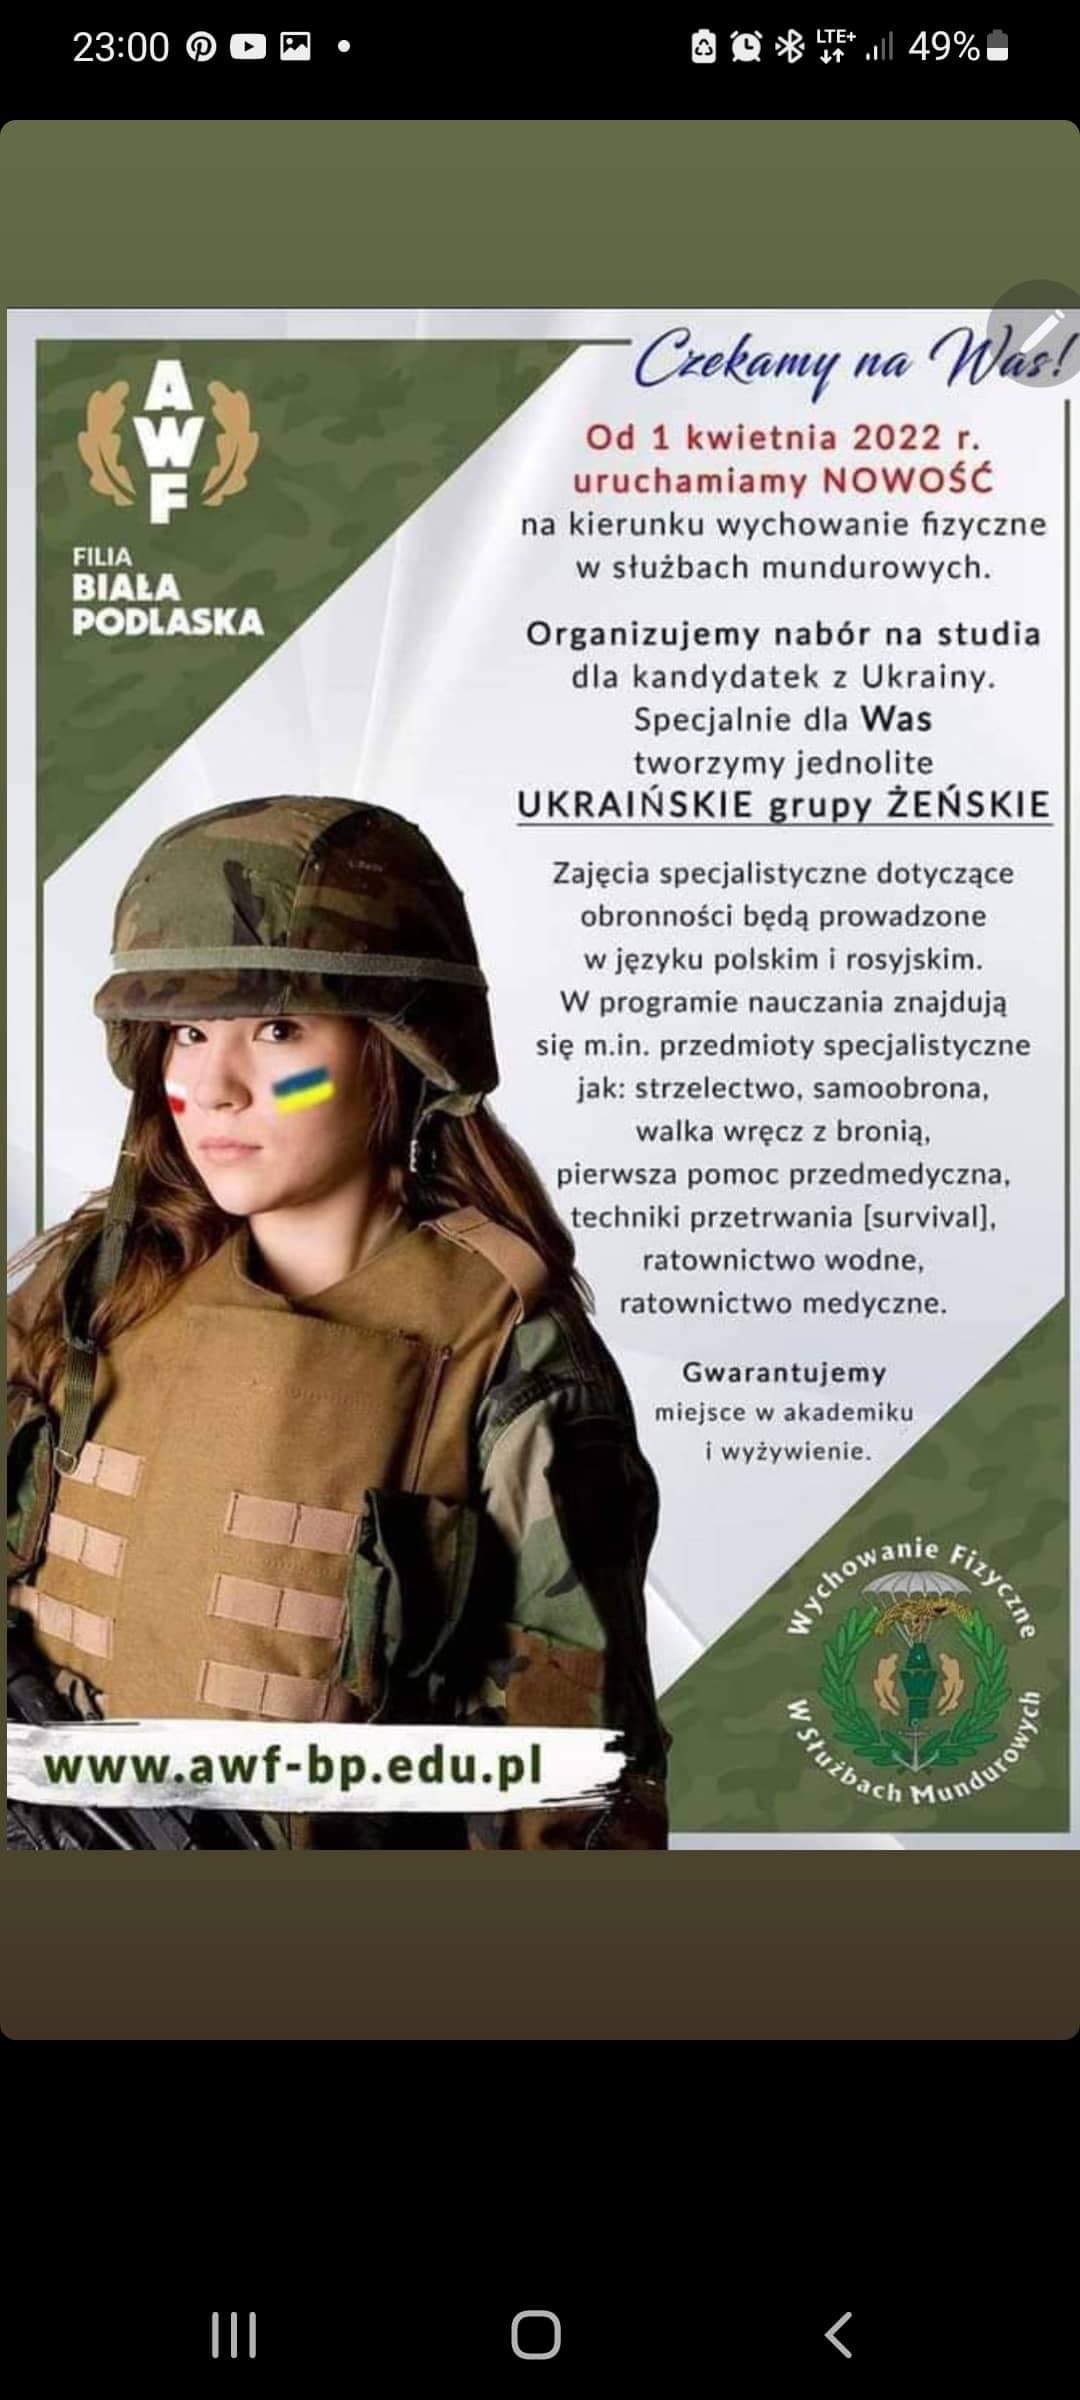 23:00
LTE+
49%
Czekamy na Was!
A
W
F
FILIA
BIAŁA
PODLASKA
Od 1 kwietnia 2022 r.
uruchamiamy NOWOŚĆ
na kierunku wychowanie fizyczne
w służbach mundurowych.
Organizujemy nabór na studia
dla kandydatek z Ukrainy.
Specjalnie dla Was
tworzymy jednolite
UKRAIŃSKIE grupy ŻEŃSKIE
Zajęcia specjalistyczne dotyczące
obronności będą prowadzone
w języku polskim i rosyjskim.
W programie nauczania znajdują
się m.in. przedmioty specjalistyczne
jak: strzelectwo, samoobrona,
walka wręcz z bronią,
pierwsza pomoc przedmedyczna,
techniki przetrwania [survival],
ratownictwo wodne,
ratownictwo medyczne.
Gwarantujemy
miejsce w akademiku
i wyżywienie.
Wychowanie Fizyczne
W Służbach Mundurowych
www.awf-bp.edu.pl